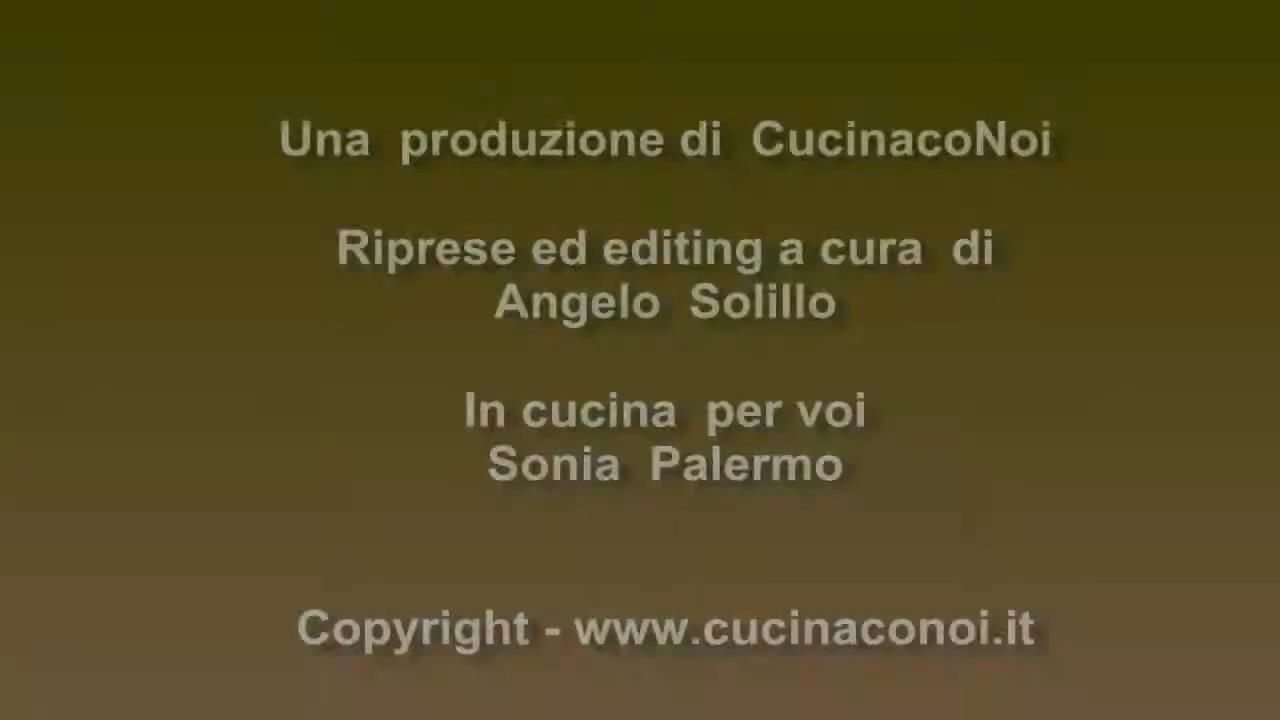 Una produzione di CucinacoNoi
Riprese ed editing a cura di
Angelo Solillo
In cucina per voi
Sonia Palermo
Copyright - www.cucinaconoi.it